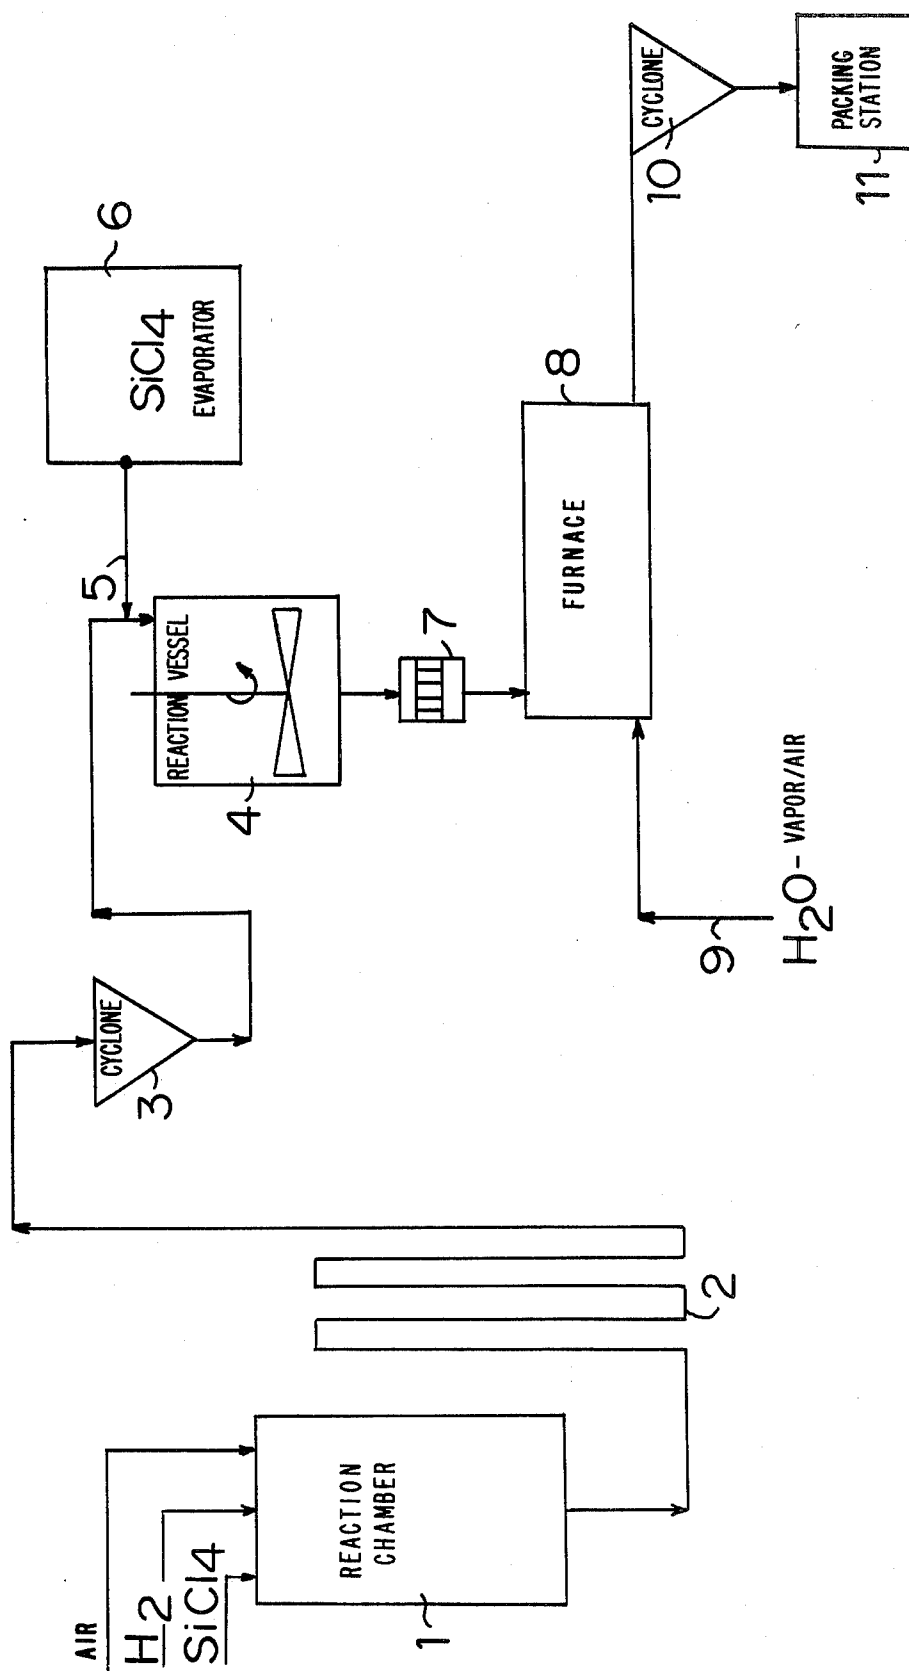 AIR
H2
SiCl4
REACTION
CHAMBER
1
2
CYCLONE
3
REACTION VESSEL
4
5
6
SiCl4
EVAPORATOR
7
FURNACE
8
9
H2O- VAPOR/AIR
CYCLONE
10
PACKING
STATION
11